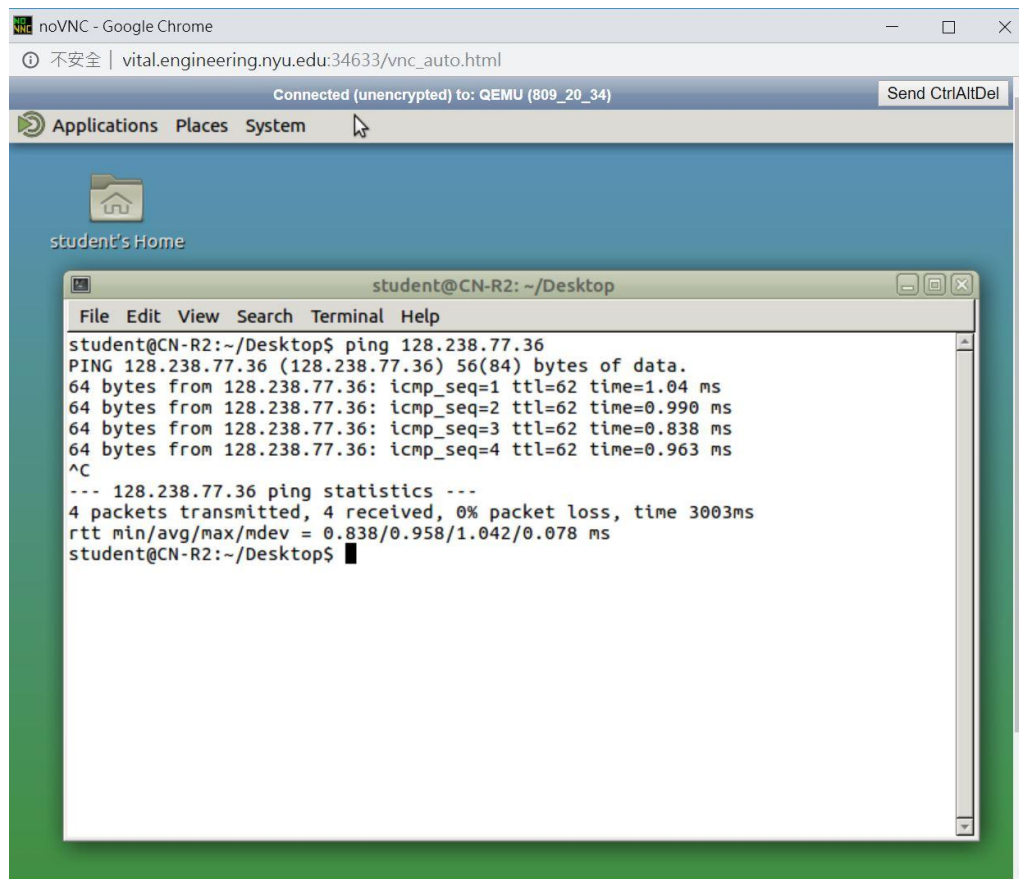 noVNC - Google Chrome
不安全 | vital.engineering.nyu.edu:34633/vnc_auto.html
Connected (unencrypted) to: QEMU (809_20_34)
Send CtrlAltDel
Applications Places System
student's Home
student@CN-R2: ~/Desktop
File Edit View Search Terminal Help
student@CN-R2:~/Desktop$ ping 128.238.77.36
PING 128.238.77.36 (128.238.77.36) 56(84) bytes of data.
64 bytes from 128.238.77.36: icmp_seq=1 ttl=62 time=1.04 ms
64 bytes from 128.238.77.36: icmp_seq=2 ttl=62 time=0.990 ms
64 bytes from 128.238.77.36: icmp_seq=3 ttl=62 time=0.838 ms
64 bytes from 128.238.77.36: icmp_seq=4 ttl=62 time=0.963 ms
^C
--- 128.238.77.36 ping statistics ---
4 packets transmitted, 4 received, 0% packet loss, time 3003ms
rtt min/avg/max/mdev = 0.838/0.958/1.042/0.078 ms
student@CN-R2:~/Desktop$